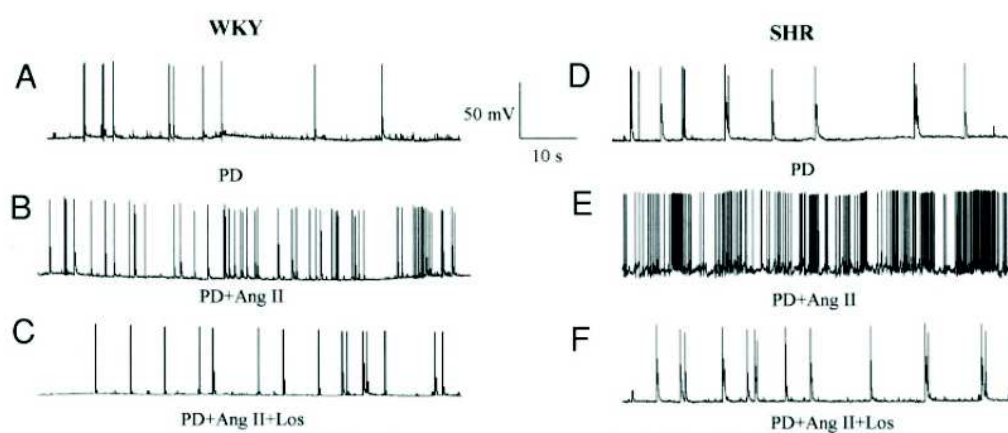 WKY
SHR
A
D
50 mV
10 s
PD
PD
B
E
PD+Ang II
PD+Ang II
C
F
PD+Ang II+Los
PD+Ang II+Los